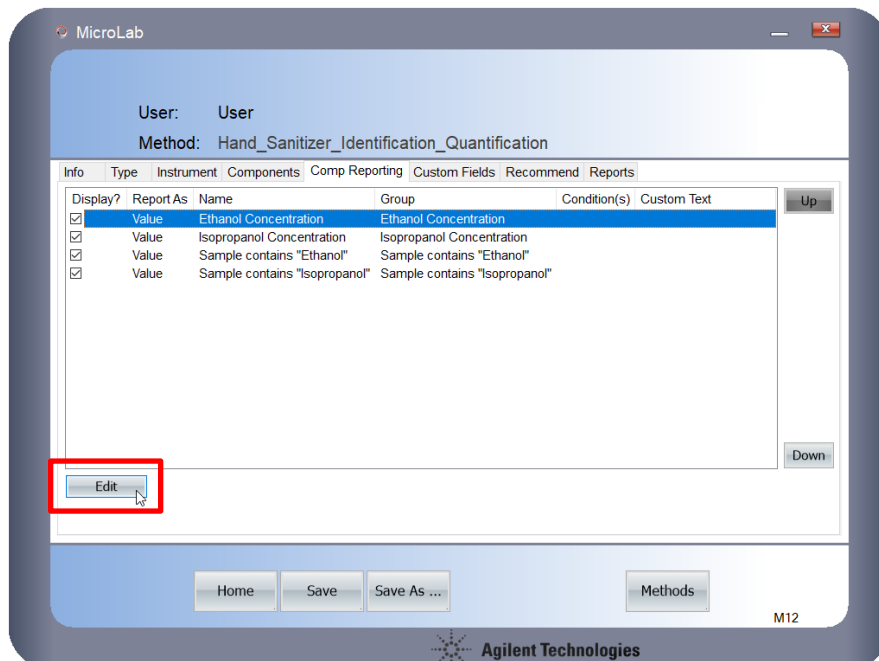 MicroLab
User: User
Method: Hand_Sanitizer_Identification_Quantification
Info Type Instrument Components Comp Reporting Custom Fields Recommend Reports
Display? Report As Name Group Condition(s) Custom Text
Value Ethanol Concentration Ethanol Concentration
Value Isopropanol Concentration Isopropanol Concentration
Value Sample contains "Ethanol" Sample contains "Ethanol"
Value Sample contains "Isopropanol" Sample contains "Isopropanol"
Up
Down
Edit
Home Save Save As ... Methods
M12
Agilent Technologies